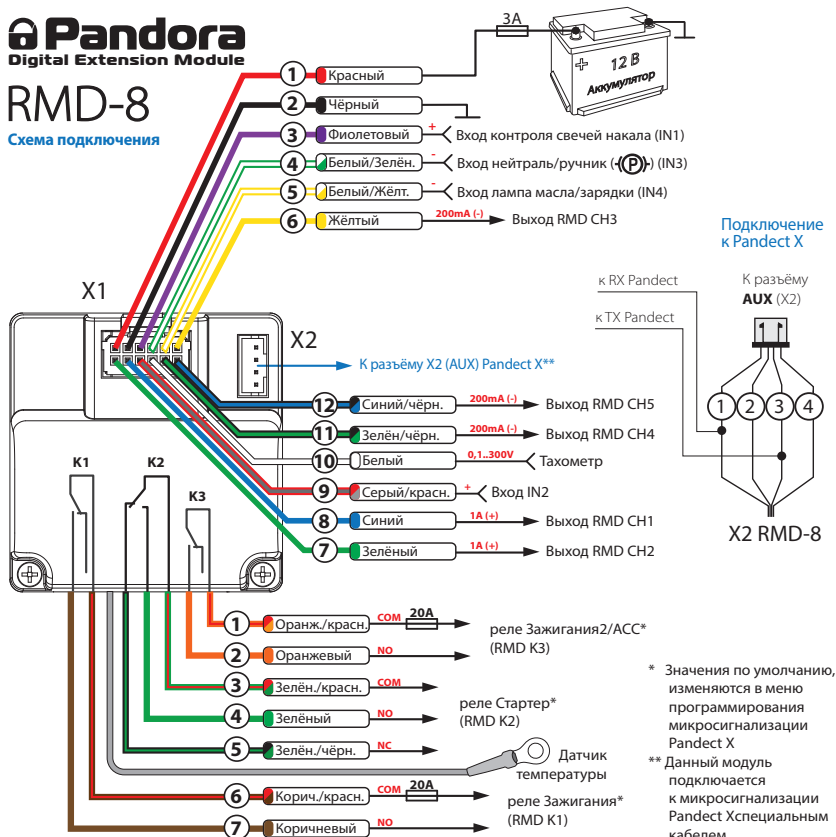 Pandora
Digital Extension Module
RMD-8
Схема подключения
3A
+ 12 В -
Аккумулятор
1 Красный
2 Чёрный
3 Фиолетовый + Вход контроля свечей накала (IN1)
4 Белый/Зелён. - Вход нейтраль/ручник (-(P)-) (IN3)
5 Белый/Жёлт. - Вход лампа масла/зарядки (IN4)
6 Жёлтый 200mA (-) Выход RMD CH3
Подключение
к Pandect X
к RX Pandect
к TX Pandect
К разъёму
AUX (X2)
1 2 3 4
X2 RMD-8
X1
X2
К разъёму X2 (AUX) Pandect X**
12 Синий/чёрн. 200mA (-) Выход RMD CH5
11 Зелён/чёрн. 200mA (-) Выход RMD CH4
10 Белый 0,1..300V Тахометр
9 Серый/красн. + Вход IN2
8 Синий 1A (+) Выход RMD CH1
7 Зелёный 1A (+) Выход RMD CH2
K1
K2
K3
1 Оранж./красн. COM 20A
2 Оранжевый NO
реле Зажигания2/ACC*
(RMD K3)
3 Зелён./красн. COM
4 Зелёный NO
5 Зелён./чёрн. NC
реле Стартер*
(RMD K2)
Датчик
температуры
6 Корич./красн. COM 20A
7 Коричневый NO
реле Зажигания*
(RMD K1)
* Значения по умолчанию,
изменяются в меню
программирования
микросигнализации
Pandect X
** Данный модуль
подключается
к микросигнализации
Pandect Xспециальным
кабелем